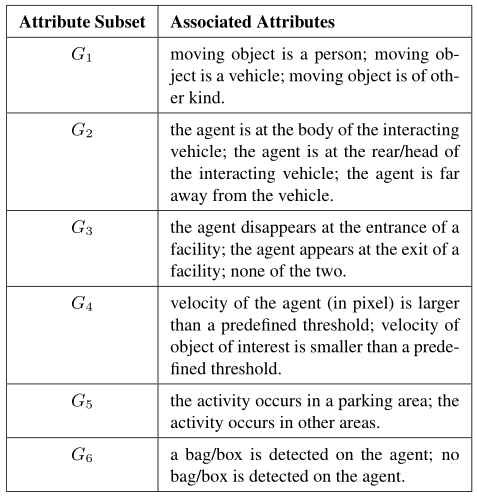 Attribute Subset Associated Attributes
G1 moving object is a person; moving ob-
ject is a vehicle; moving object is of oth-
er kind.
G2 the agent is at the body of the interacting
vehicle; the agent is at the rear/head of
the interacting vehicle; the agent is far
away from the vehicle.
G3 the agent disappears at the entrance of a
facility; the agent appears at the exit of a
facility; none of the two.
G4 velocity of the agent (in pixel) is larger
than a predefined threshold; velocity of
object of interest is smaller than a prede-
fined threshold.
G5 the activity occurs in a parking area; the
activity occurs in other areas.
G6 a bag/box is detected on the agent; no
bag/box is detected on the agent.